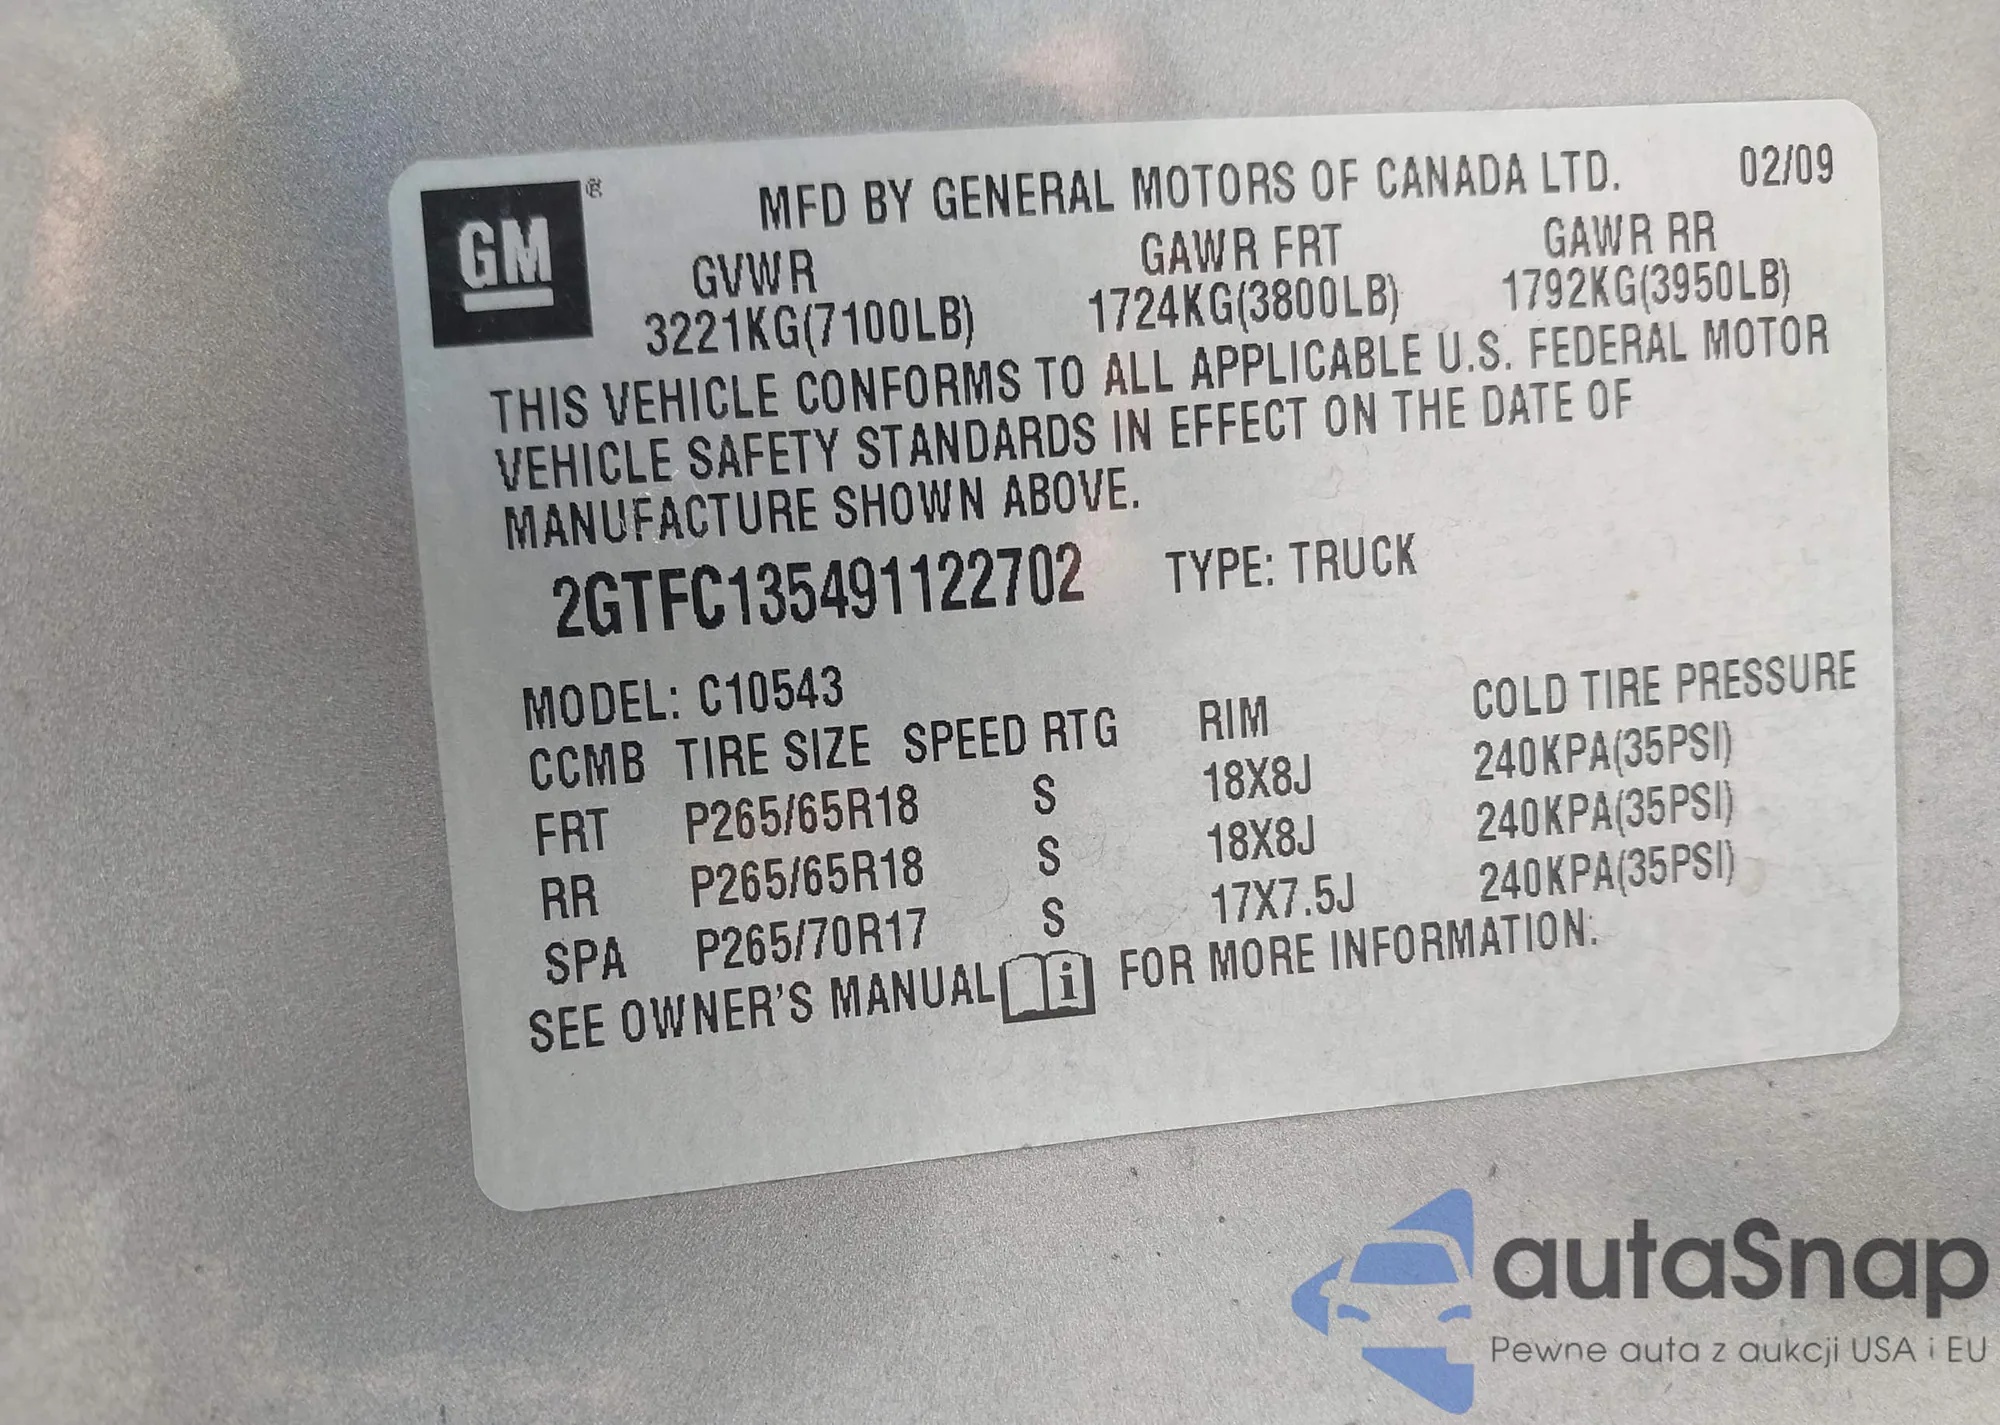 GM ®
MFD BY GENERAL MOTORS OF CANADA LTD. 02/09
GVWR GAWR FRT GAWR RR
3221KG(7100LB) 1724KG(3800LB) 1792KG(3950LB)
THIS VEHICLE CONFORMS TO ALL APPLICABLE U.S. FEDERAL MOTOR
VEHICLE SAFETY STANDARDS IN EFFECT ON THE DATE OF
MANUFACTURE SHOWN ABOVE.
2GTFC135491122702 TYPE: TRUCK
MODEL: C10543
CCMB TIRE SIZE SPEED RTG RIM COLD TIRE PRESSURE
FRT P265/65R18 S 18X8J 240KPA(35PSI)
RR P265/65R18 S 18X8J 240KPA(35PSI)
SPA P265/70R17 S 17X7.5J 240KPA(35PSI)
SEE OWNER'S MANUAL i FOR MORE INFORMATION.
autaSnap
Pewne auta z aukcji USA i EU